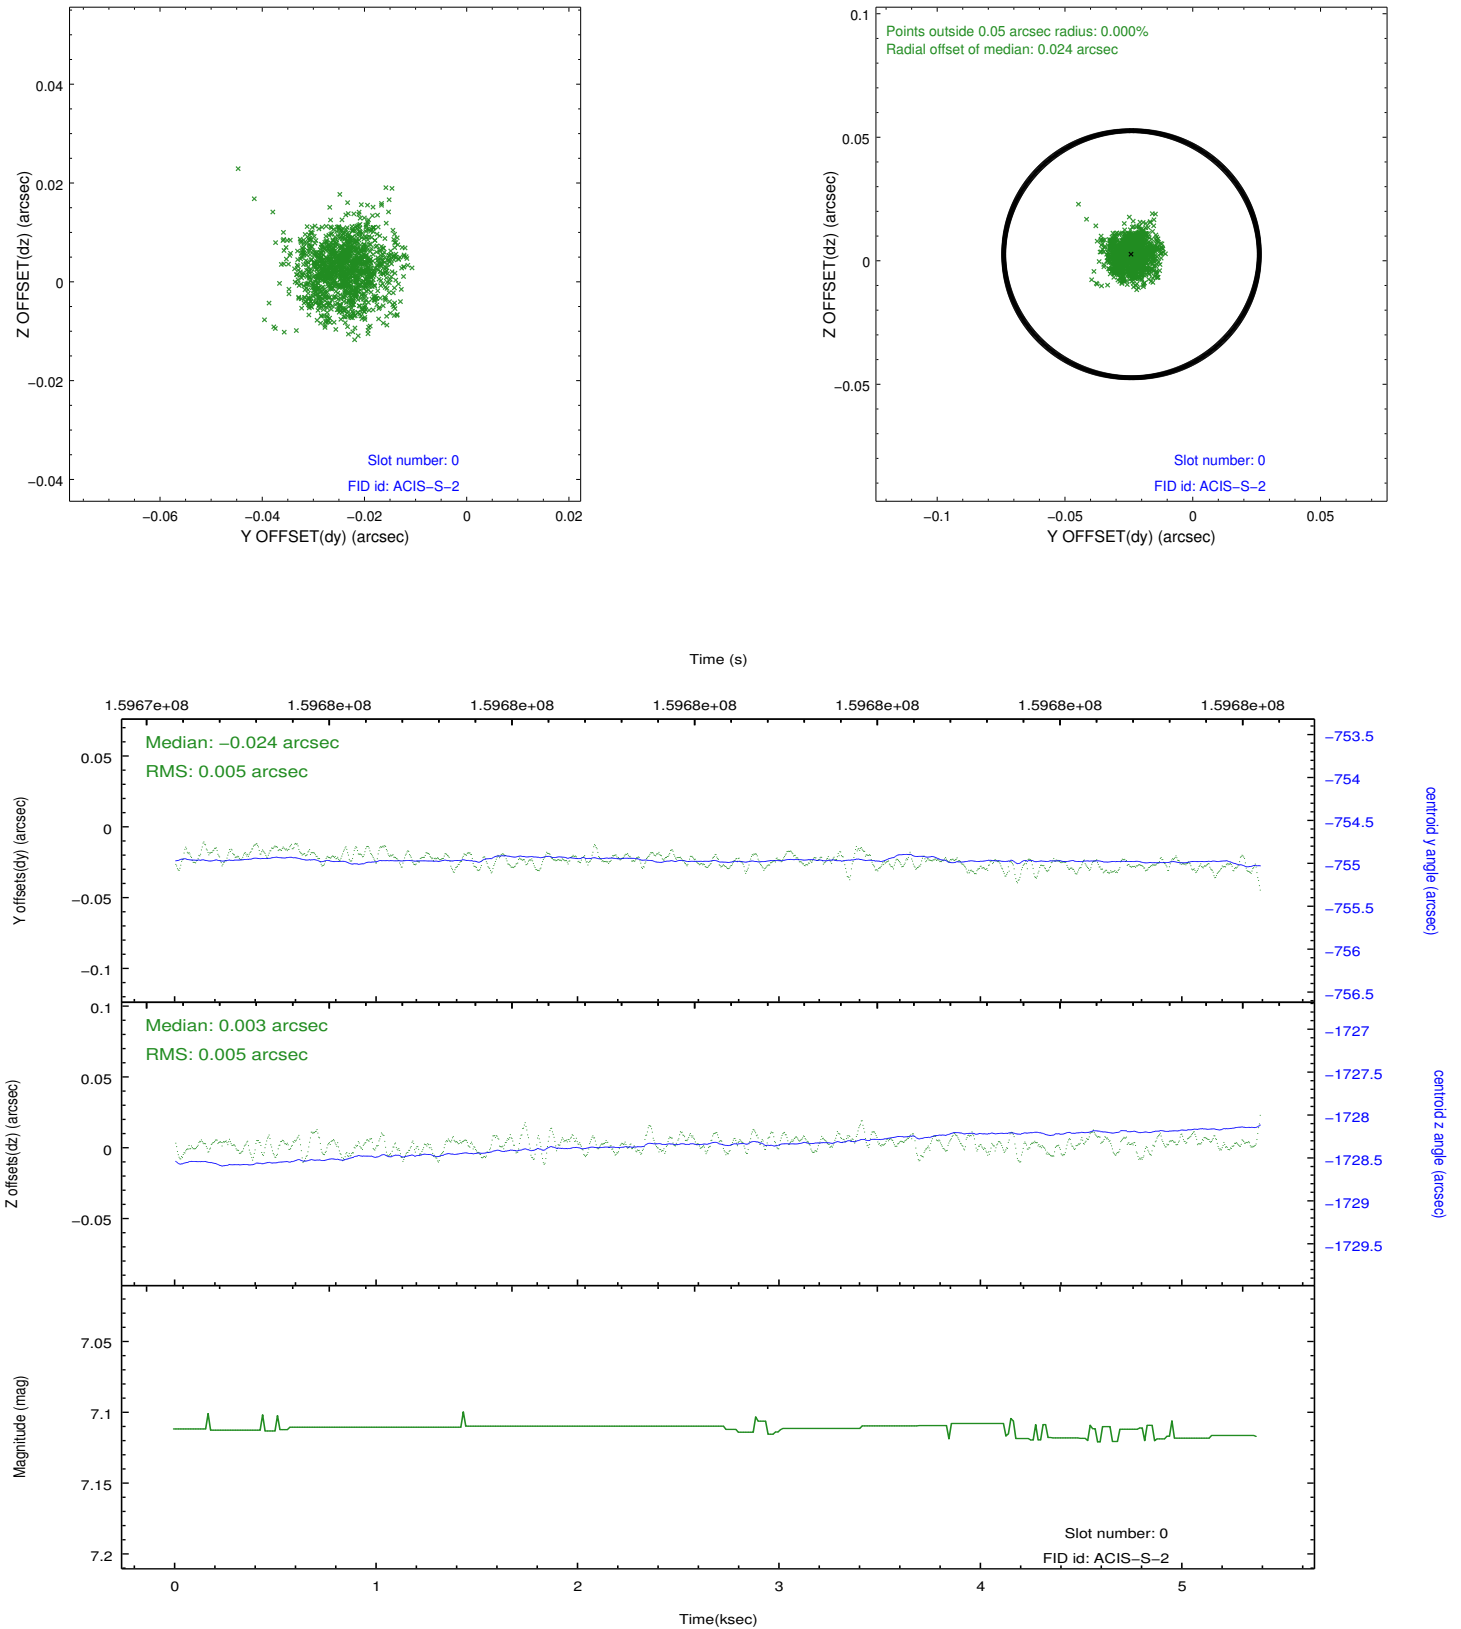 0.04
0.02
0
−0.02
−0.04
Z OFFSET(dz) (arcsec)
Slot number: 0
FID id: ACIS−S−2
−0.06
−0.04
−0.02
0
0.02
Y OFFSET(dy) (arcsec)
Points outside 0.05 arcsec radius: 0.000%
Radial offset of median: 0.024 arcsec
0.1
0.05
0
−0.05
Z OFFSET(dz) (arcsec)
Slot number: 0
FID id: ACIS−S−2
−0.1
−0.05
0
0.05
Y OFFSET(dy) (arcsec)
Time (s)
1.5967e+08
1.5968e+08
1.5968e+08
1.5968e+08
1.5968e+08
1.5968e+08
1.5968e+08
Median: −0.024 arcsec
RMS: 0.005 arcsec
0.05
0
−0.05
−0.1
Y offsets(dy) (arcsec)
−753.5
−754
−754.5
−755
−755.5
−756
−756.5
centroid y angle (arcsec)
Median: 0.003 arcsec
RMS: 0.005 arcsec
0.1
0.05
0
−0.05
Z offsets(dz) (arcsec)
−1727
−1727.5
−1728
−1728.5
−1729
−1729.5
centroid z angle (arcsec)
7.05
7.1
7.15
7.2
Magnitude (mag)
Slot number: 0
FID id: ACIS−S−2
0
1
2
3
4
5
Time(ksec)